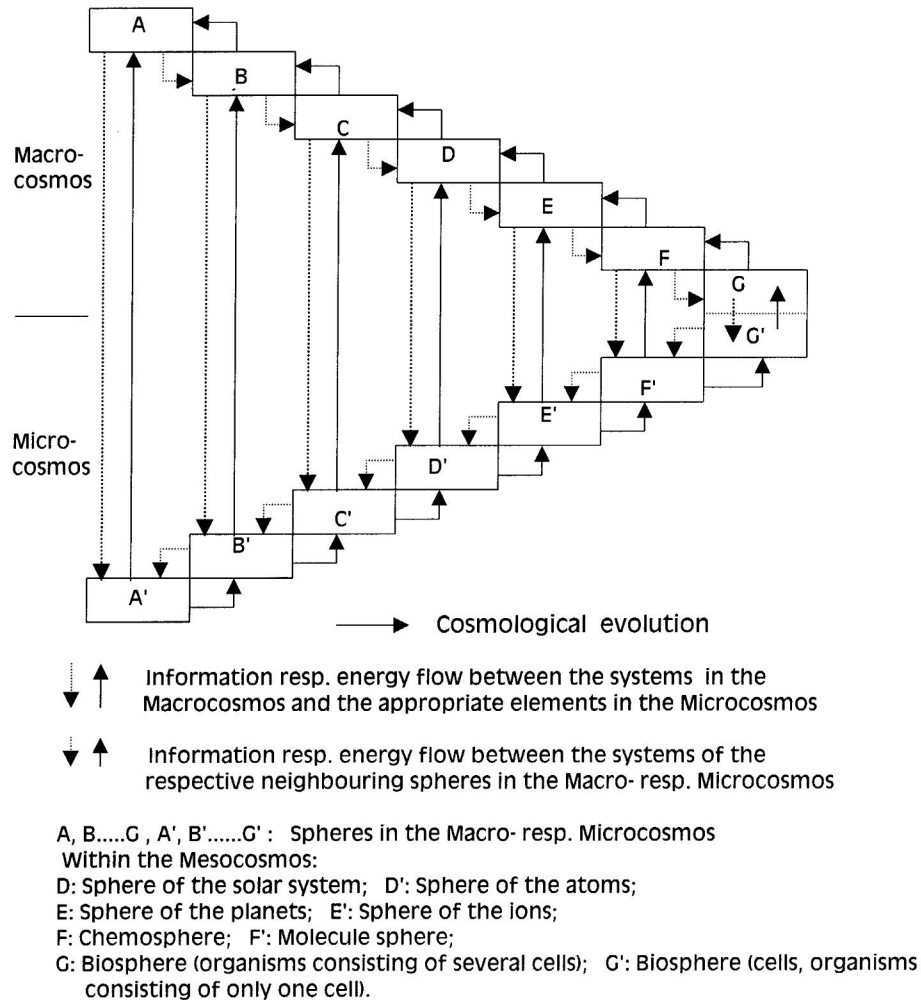 A
B
C
Macro-
cosmos
D
E
F
G
G'
F'
E'
Micro-
cosmos
D'
C'
B'
A'
Cosmological evolution
Information resp. energy flow between the systems in the
Macrocosmos and the appropriate elements in the Microcosmos
Information resp. energy flow between the systems of the
respective neighbouring spheres in the Macro- resp. Microcosmos
A, B.....G , A', B'......G' : Spheres in the Macro- resp. Microcosmos
Within the Mesocosmos:
D: Sphere of the solar system; D': Sphere of the atoms;
E: Sphere of the planets; E': Sphere of the ions;
F: Chemosphere; F': Molecule sphere;
G: Biosphere (organisms consisting of several cells); G': Biosphere (cells, organisms
consisting of only one cell).